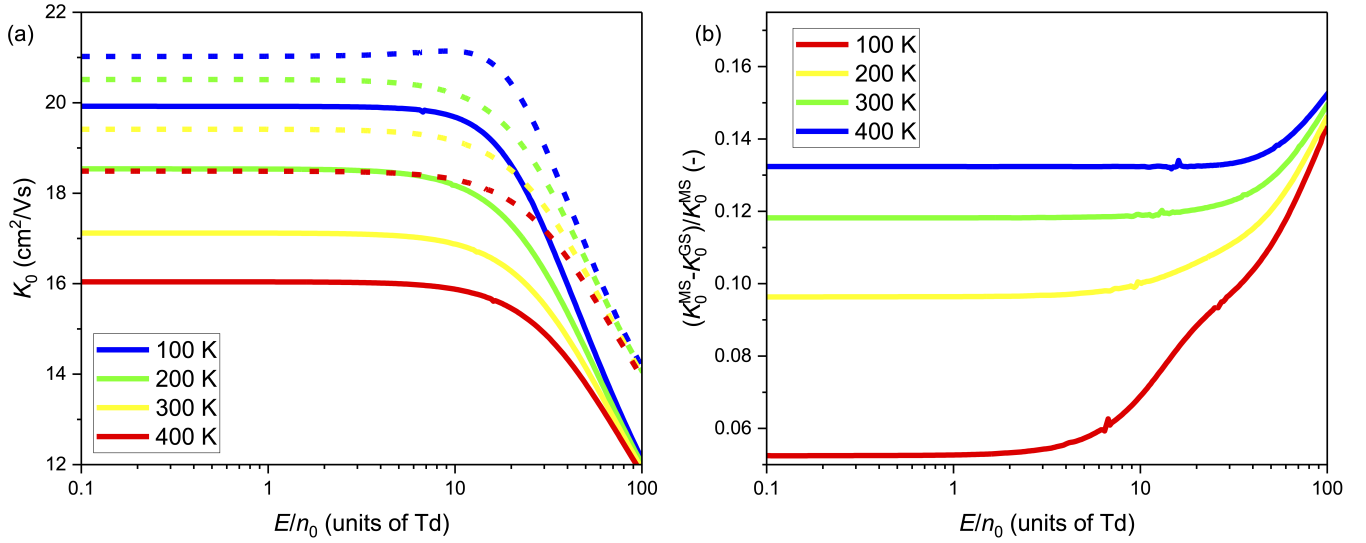 (a)
22
20
18
16
14
12
K₀ (cm²/Vs)
100 K
200 K
300 K
400 K
0.1
1
10
100
E/n₀ (units of Td)
(b)
0.16
0.14
0.12
0.10
0.08
0.06
(K₀ᴹˢ-K₀ᴳˢ)/K₀ᴹˢ (-)
100 K
200 K
300 K
400 K
0.1
1
10
100
E/n₀ (units of Td)